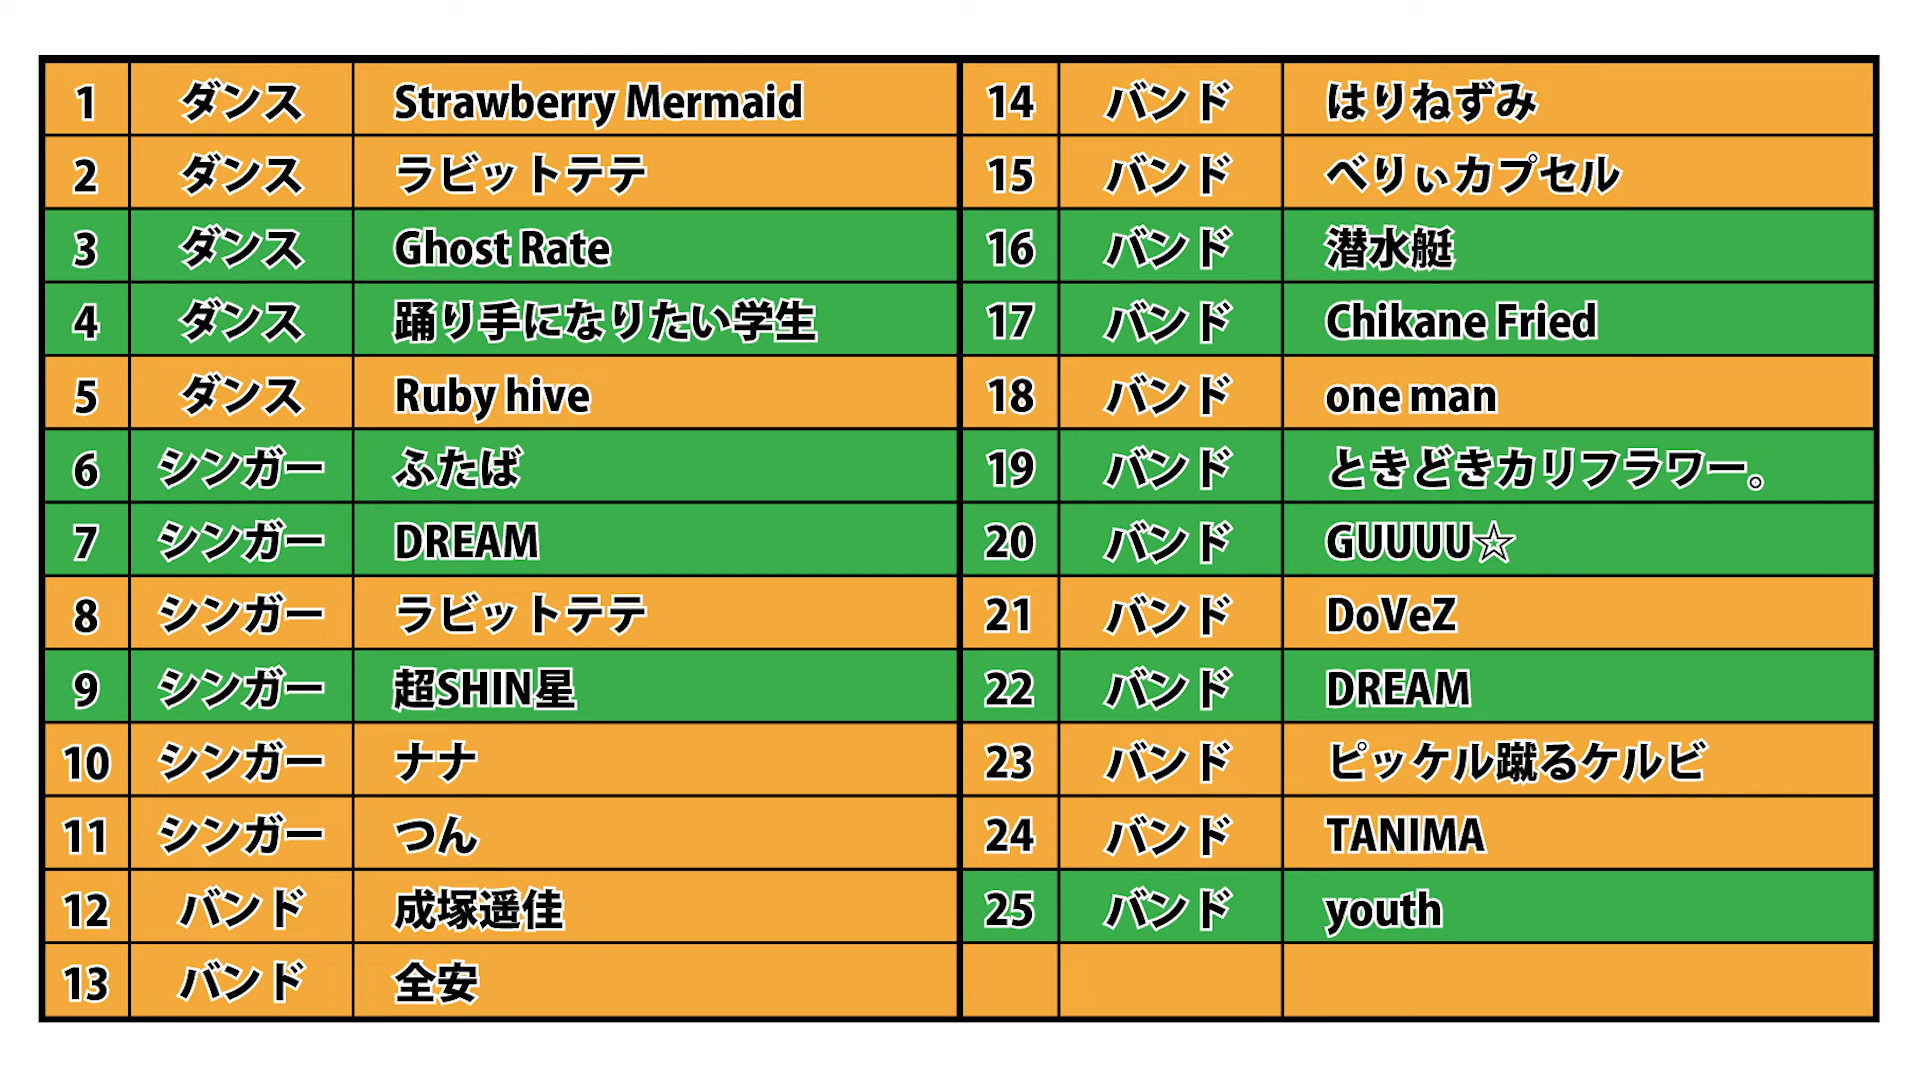 1 ダンス Strawberry Mermaid
2 ダンス ラビットテテ
3 ダンス Ghost Rate
4 ダンス 踊り手になりたい学生
5 ダンス Ruby hive
6 シンガー ふたば
7 シンガー DREAM
8 シンガー ラビットテテ
9 シンガー 超SHIN星
10 シンガー ナナ
11 シンガー つん
12 バンド 成塚遥佳
13 バンド 全安
14 バンド はりねずみ
15 バンド べりぃカプセル
16 バンド 潜水艇
17 バンド Chikane Fried
18 バンド one man
19 バンド ときどきカリフラワー。
20 バンド GUUUU☆
21 バンド DoVeZ
22 バンド DREAM
23 バンド ピッケル蹴るケルビ
24 バンド TANIMA
25 バンド youth